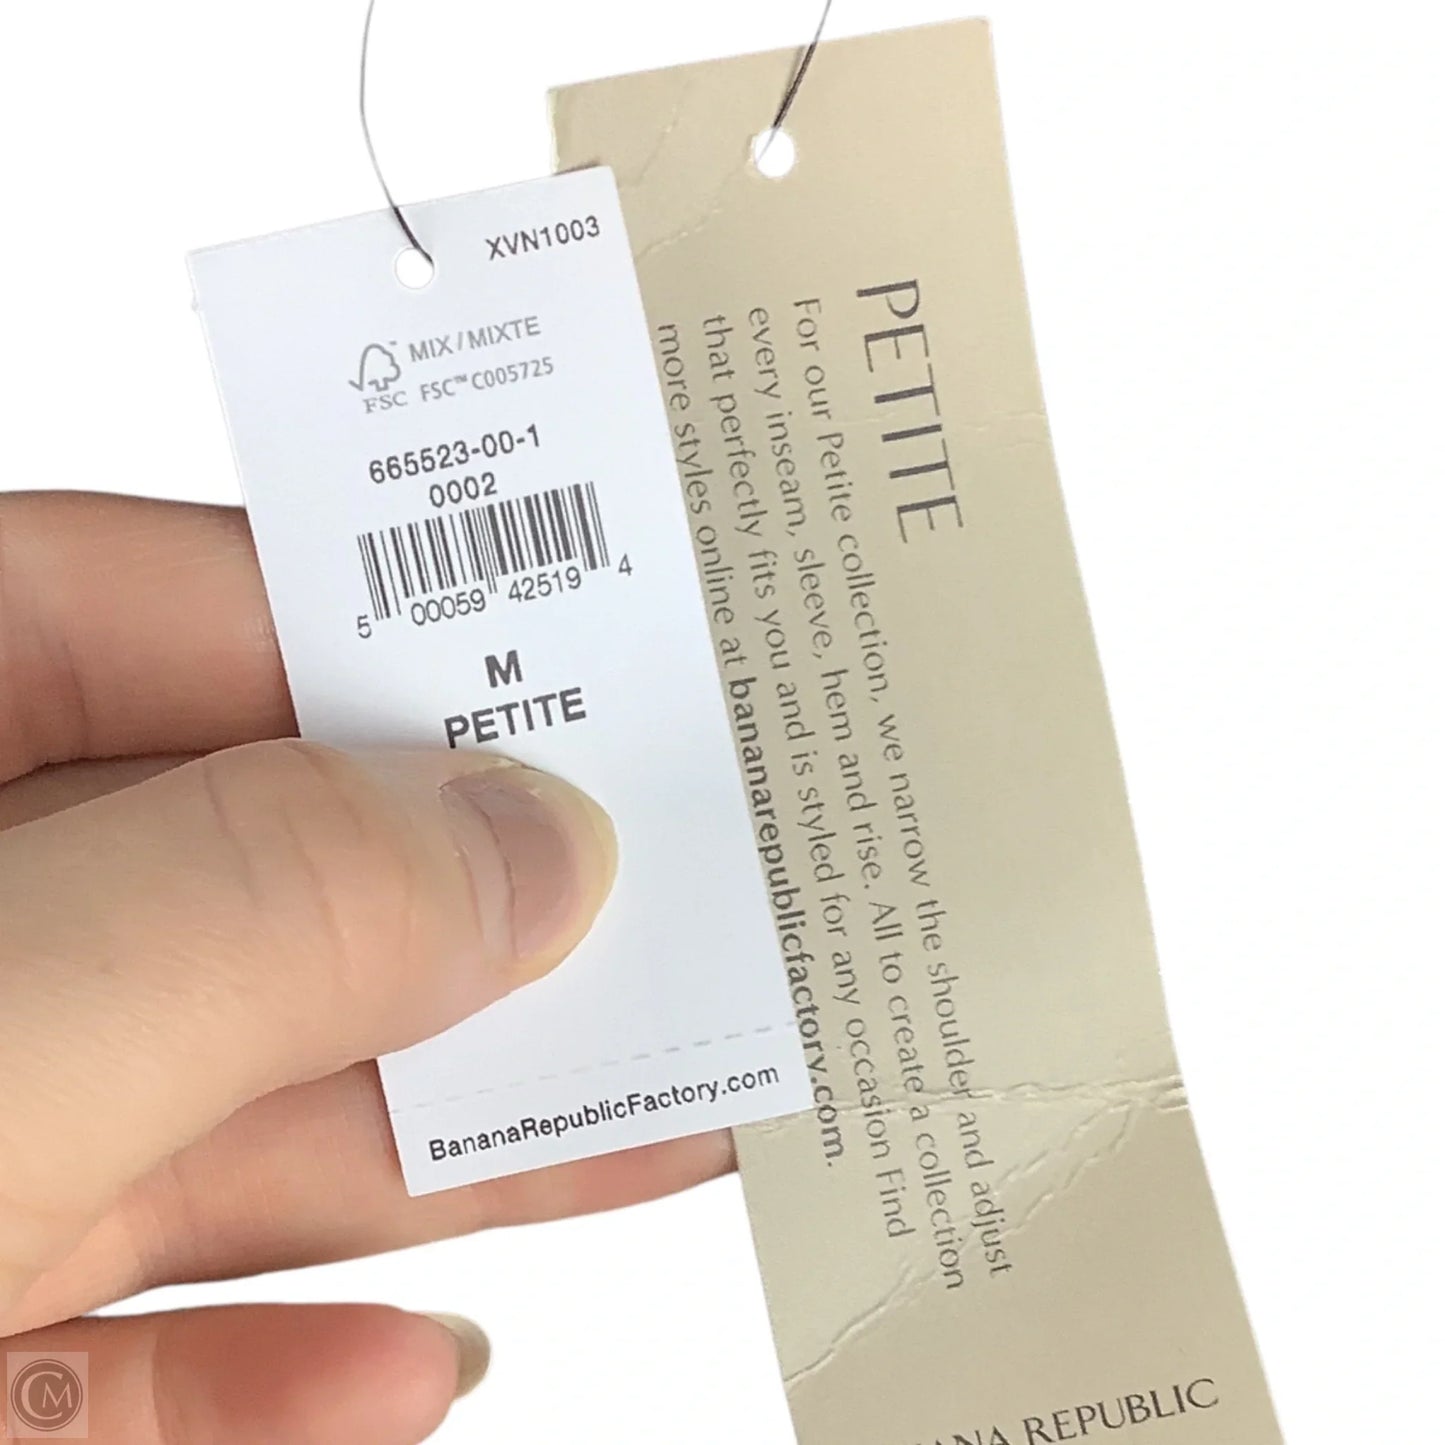 XVN1003
MIX / MIXTE
FSC FSC™ C005725
665523-00-1
0002
5 00059 42519 4
M
PETITE
BananaRepublicFactory.com
PETITE
For our Petite collection, we narrow the shoulder and adjust
every inseam, sleeve, hem and rise. All to create a collection
that perfectly fits you and is styled for any occasion Find
more styles online at bananarepublicfactory.com.
REPUBLIC
CM